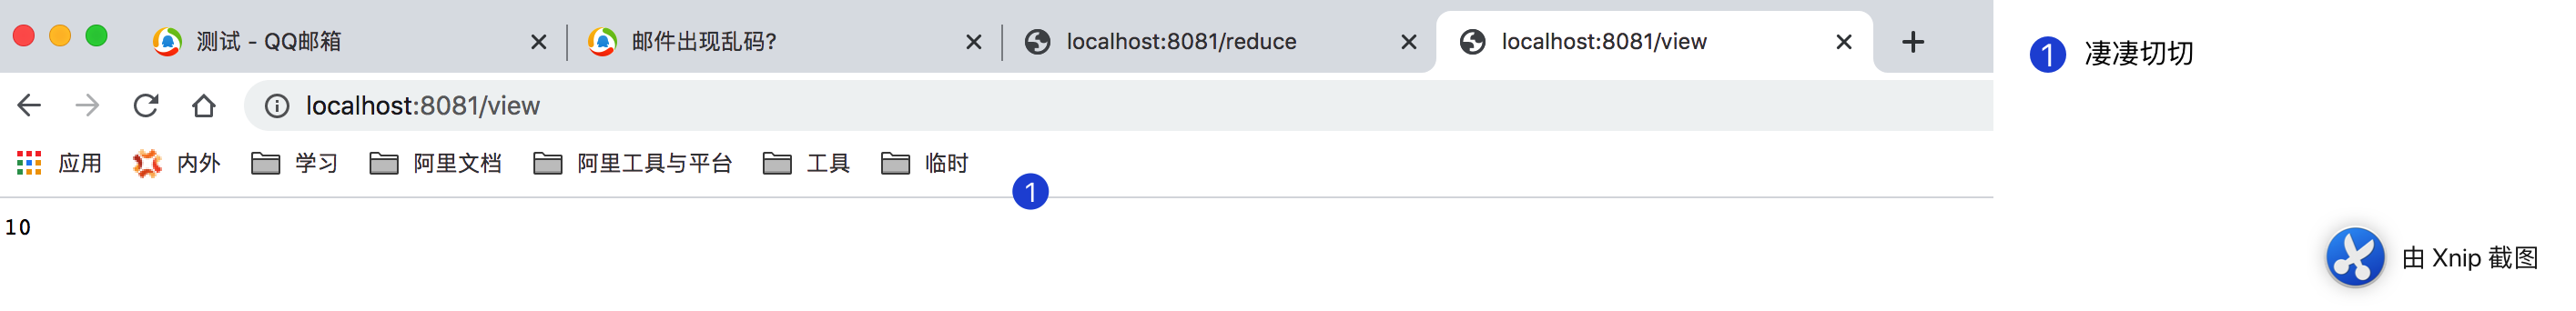 测试 - QQ邮箱
邮件出现乱码?
localhost:8081/reduce
localhost:8081/view
localhost:8081/view
应用 内外 学习 阿里文档 阿里工具与平台 工具 临时
1
10
1 凄凄切切
由 Xnip 截图